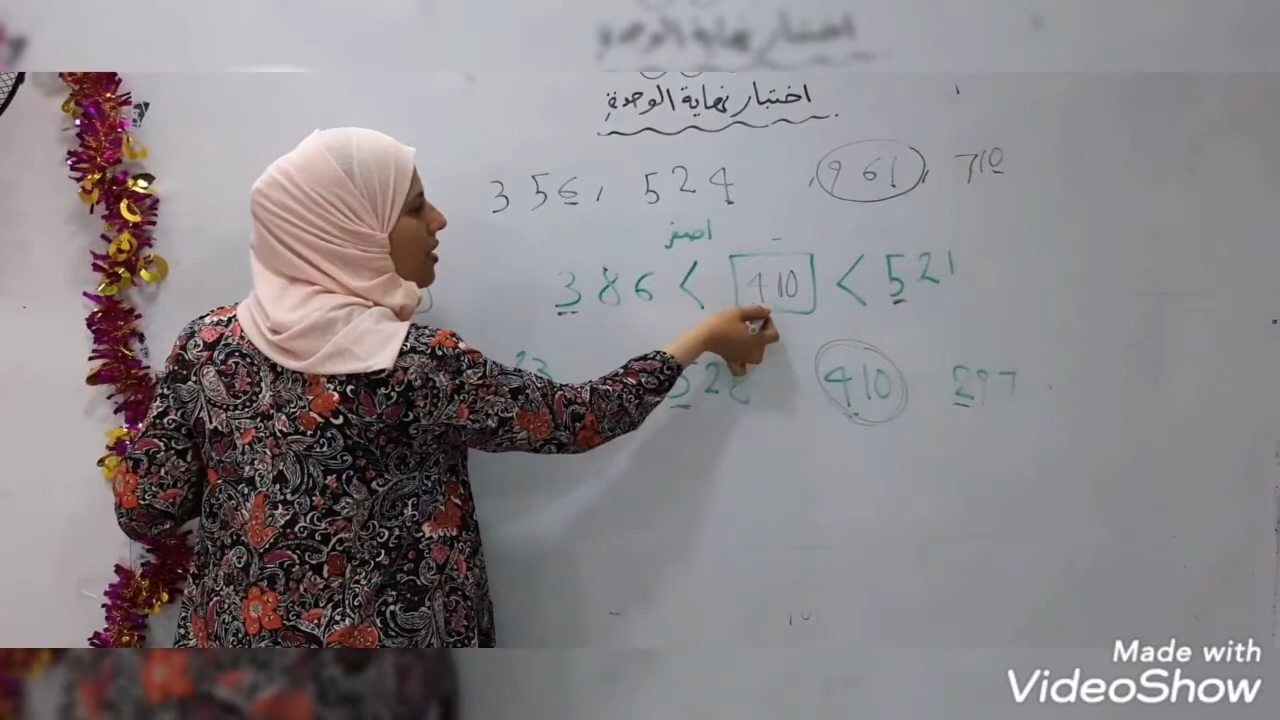 اختبار نهاية الوحدة
356, 524 , 961, 710
اصغر
386 < 410 < 521
528 410 297
Made with
VideoShow